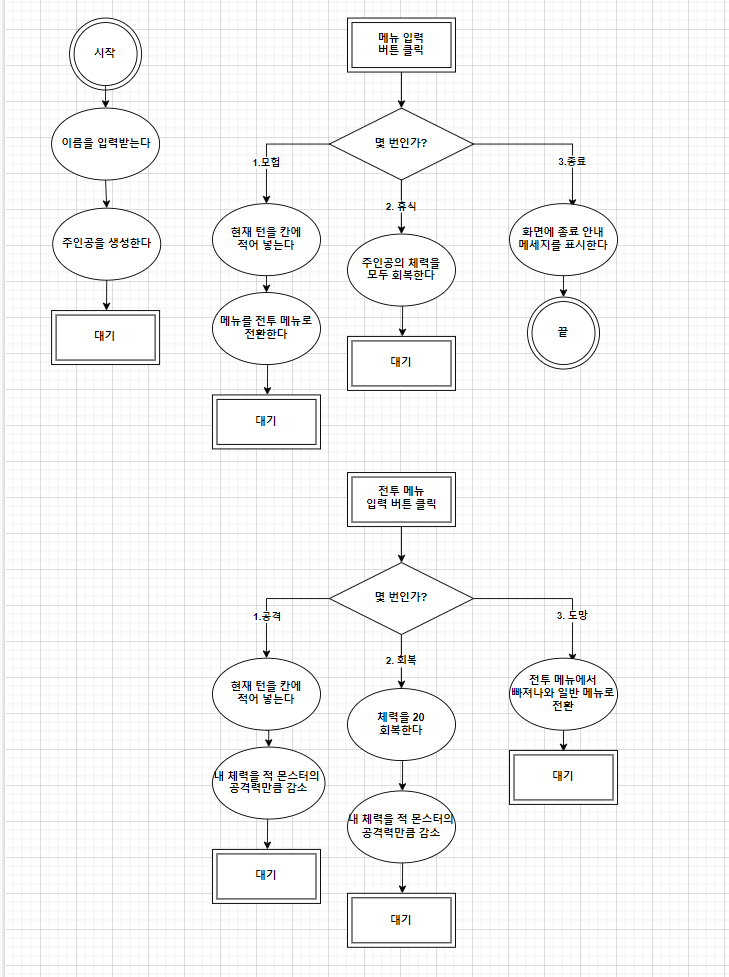 시작
이름을 입력받는다
주인공을 생성한다
대기
메뉴 입력
버튼 클릭
몇 번인가?
1.모험
현재 턴을 칸에
적어 넣는다
메뉴를 전투 메뉴로
전환한다
대기
2. 휴식
주인공의 체력을
모두 회복한다
대기
3.종료
화면에 종료 안내
메세지를 표시한다
끝
전투 메뉴
입력 버튼 클릭
몇 번인가?
1.공격
현재 턴을 칸에
적어 넣는다
내 체력을 적 몬스터의
공격력만큼 감소
대기
2. 회복
체력을 20
회복한다
내 체력을 적 몬스터의
공격력만큼 감소
대기
3. 도망
전투 메뉴에서
빠져나와 일반 메뉴로
전환
대기